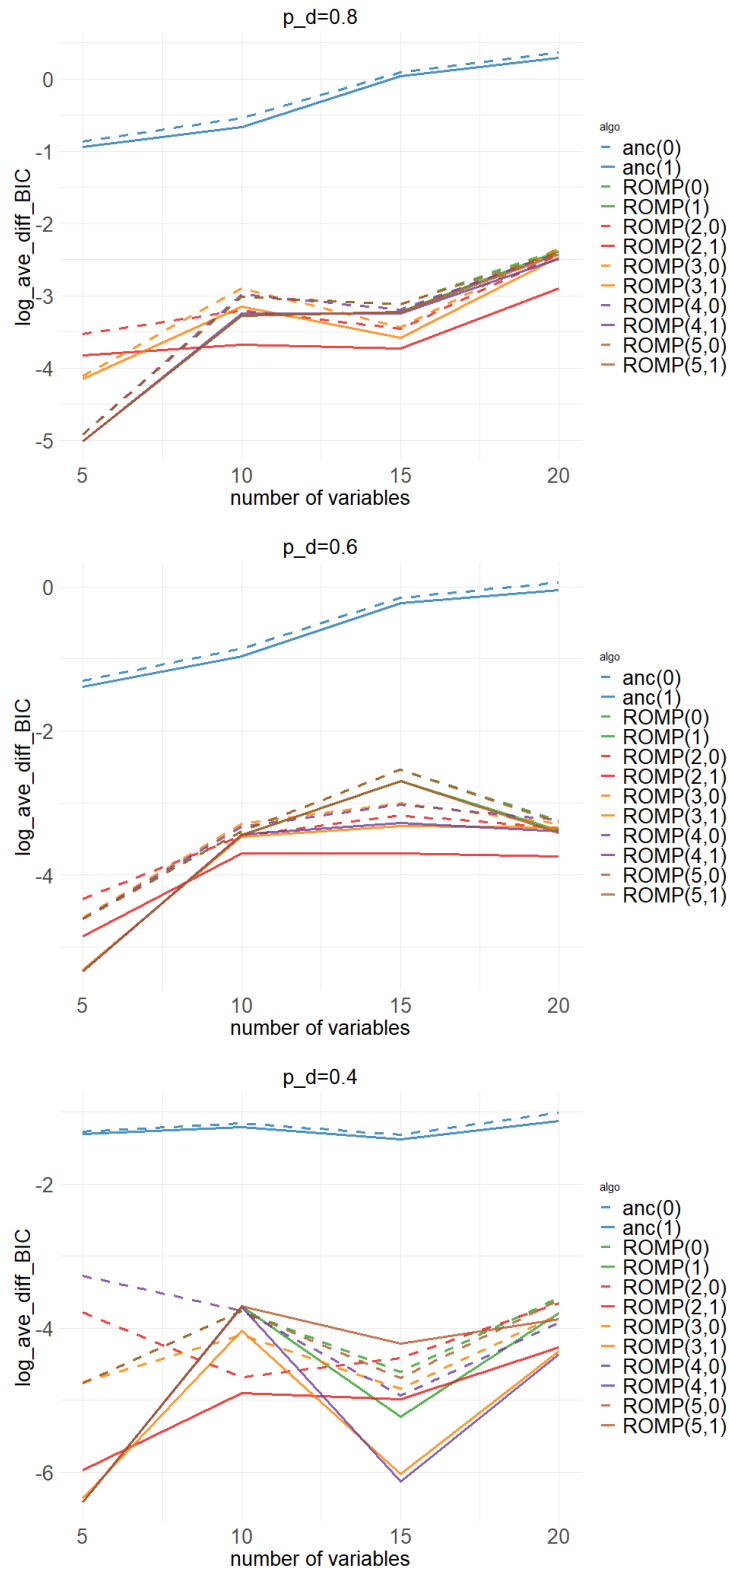 p_d=0.8
log_ave_diff_BIC
0
-1
-2
-3
-4
-5
5 10 15 20
number of variables
algo
anc(0)
anc(1)
ROMP(0)
ROMP(1)
ROMP(2,0)
ROMP(2,1)
ROMP(3,0)
ROMP(3,1)
ROMP(4,0)
ROMP(4,1)
ROMP(5,0)
ROMP(5,1)
p_d=0.6
log_ave_diff_BIC
0
-2
-4
5 10 15 20
number of variables
algo
anc(0)
anc(1)
ROMP(0)
ROMP(1)
ROMP(2,0)
ROMP(2,1)
ROMP(3,0)
ROMP(3,1)
ROMP(4,0)
ROMP(4,1)
ROMP(5,0)
ROMP(5,1)
p_d=0.4
log_ave_diff_BIC
-2
-4
-6
5 10 15 20
number of variables
algo
anc(0)
anc(1)
ROMP(0)
ROMP(1)
ROMP(2,0)
ROMP(2,1)
ROMP(3,0)
ROMP(3,1)
ROMP(4,0)
ROMP(4,1)
ROMP(5,0)
ROMP(5,1)